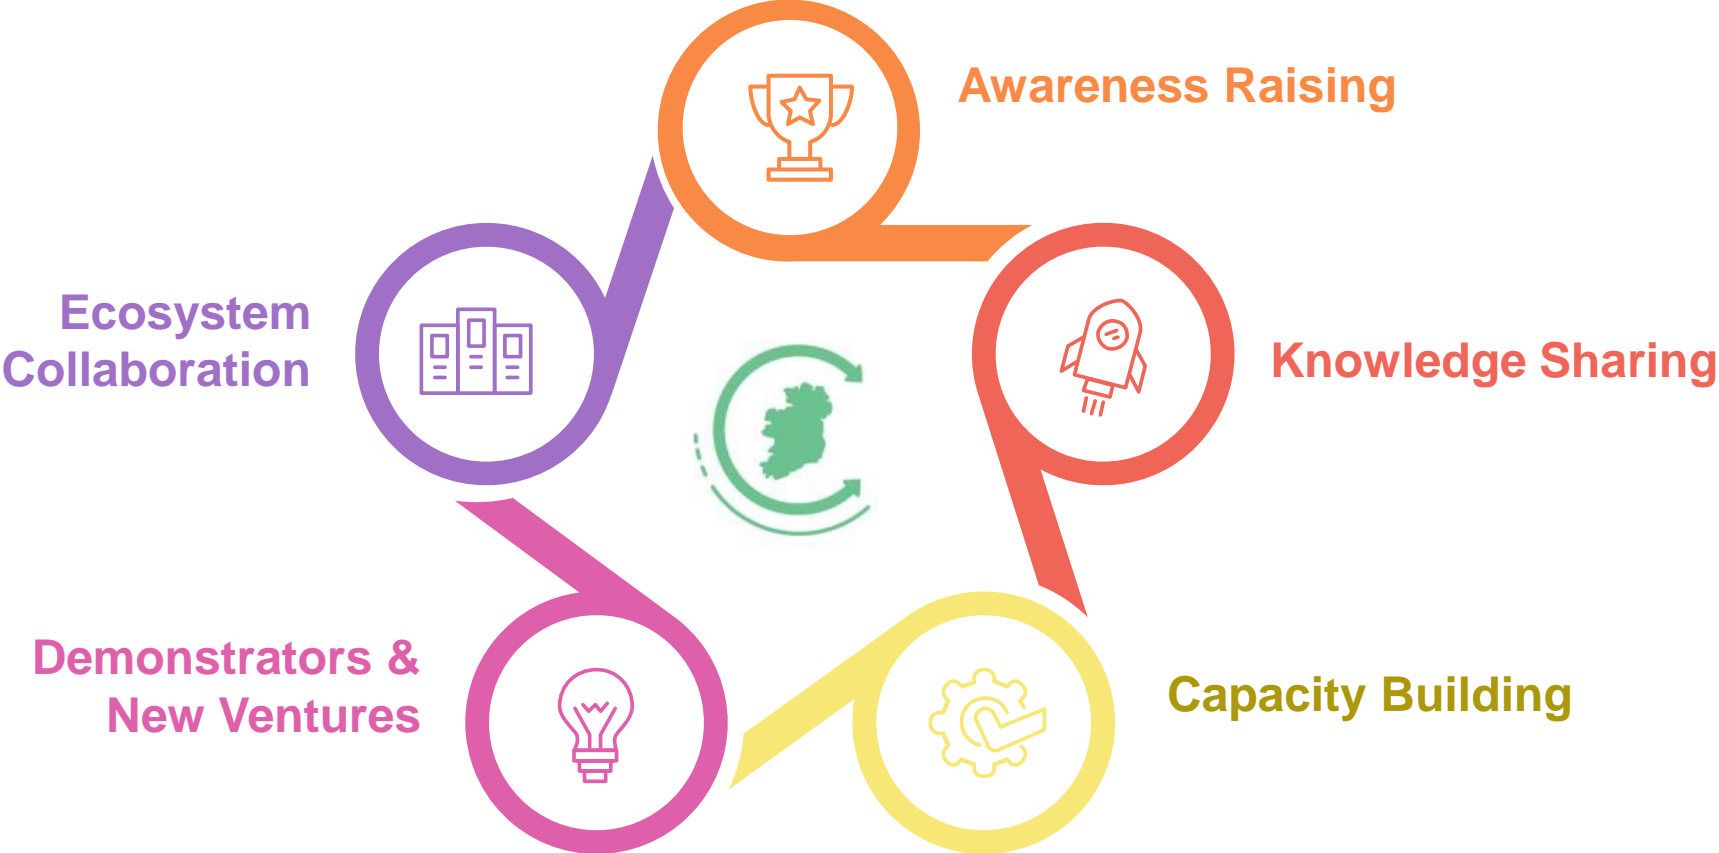 Awareness Raising
Knowledge Sharing
Capacity Building
Demonstrators &
New Ventures
Ecosystem
Collaboration